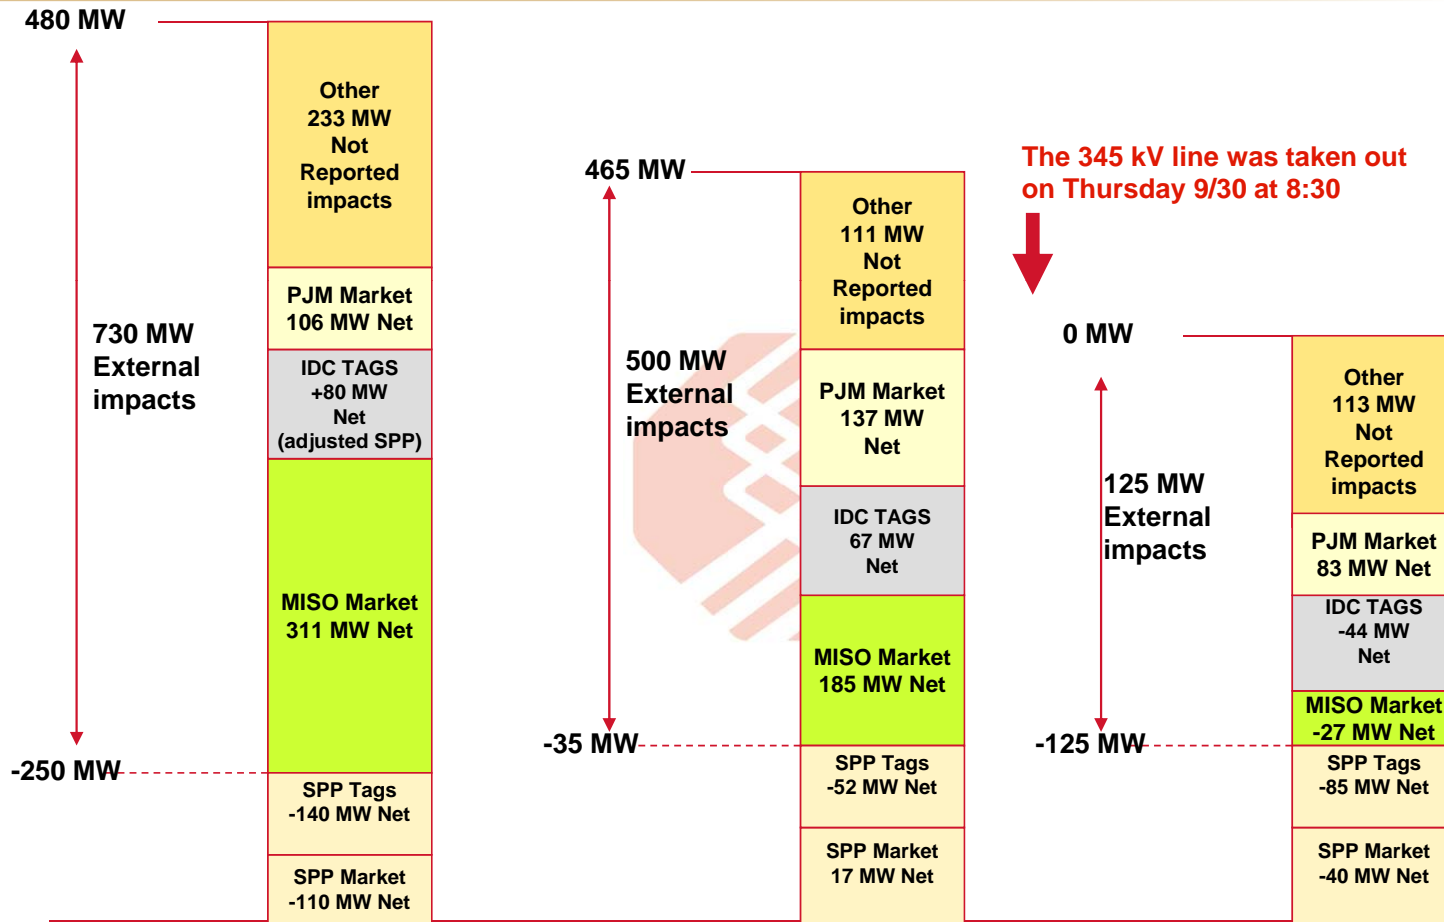 480 MW
Other
233 MW
Not
Reported
impacts
PJM Market
106 MW Net
730 MW
External
impacts
IDC TAGS
+80 MW
Net
(adjusted SPP)
MISO Market
311 MW Net
-250 MW
SPP Tags
-140 MW Net
SPP Market
-110 MW Net
465 MW
Other
111 MW
Not
Reported
impacts
500 MW
External
impacts
PJM Market
137 MW
Net
IDC TAGS
67 MW
Net
MISO Market
185 MW Net
-35 MW
SPP Tags
-52 MW Net
SPP Market
17 MW Net
The 345 kV line was taken out
on Thursday 9/30 at 8:30
0 MW
Other
113 MW
Not
Reported
impacts
125 MW
External
impacts
PJM Market
83 MW Net
IDC TAGS
-44 MW
Net
MISO Market
-27 MW Net
-125 MW
SPP Tags
-85 MW Net
SPP Market
-40 MW Net